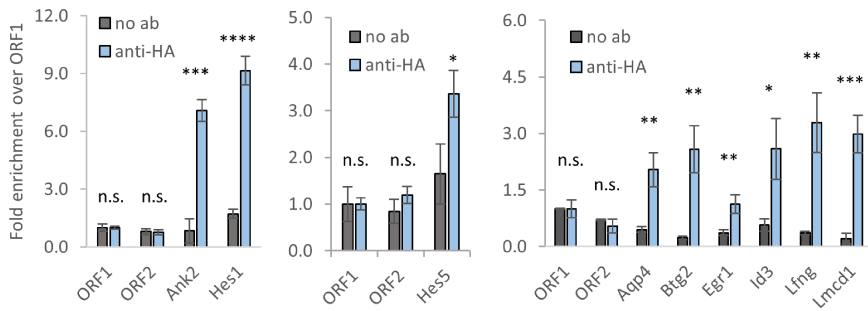 Fold enrichment over ORF1
12.0
9.0
6.0
3.0
0.0
no ab
anti-HA
n.s.
n.s.
***
****
ORF1
ORF2
Ank2
Hes1
5.0
4.0
3.0
2.0
1.0
0.0
no ab
anti-HA
n.s.
n.s.
*
ORF1
ORF2
Hes5
6.0
4.5
3.0
1.5
0.0
no ab
anti-HA
n.s.
n.s.
**
**
**
*
**
***
ORF1
ORF2
Aqp4
Btg2
Egr1
Id3
Lfng
Lmcd1